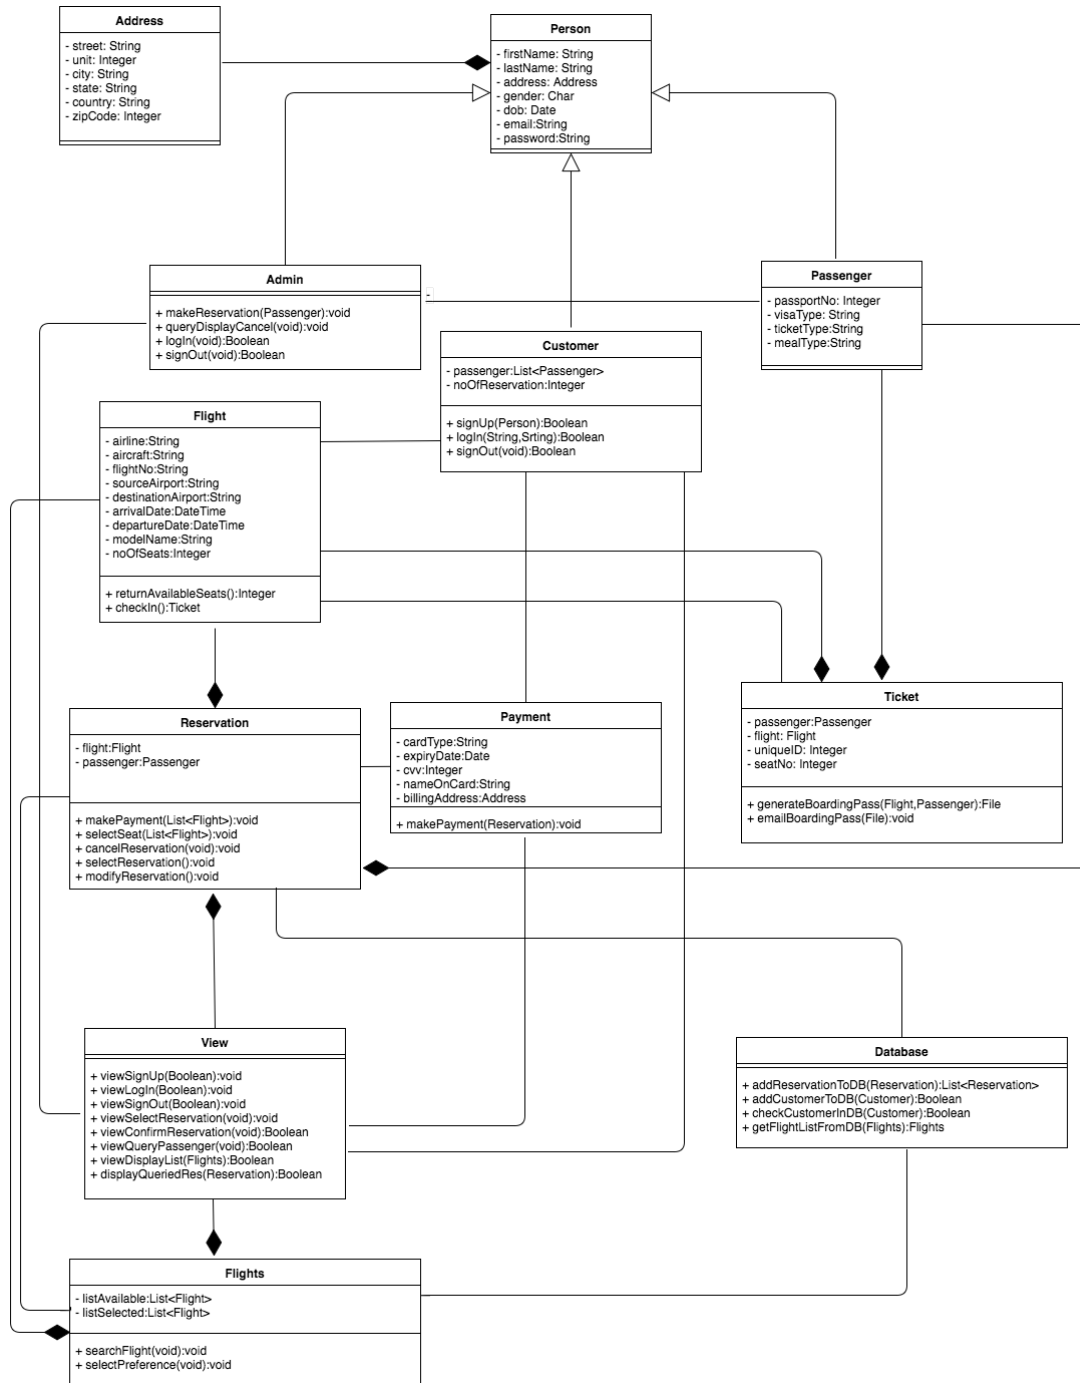 Address
- street: String
- unit: Integer
- city: String
- state: String
- country: String
- zipCode: Integer
Person
- firstName: String
- lastName: String
- address: Address
- gender: Char
- dob: Date
- email:String
- password:String
Admin
+ makeReservation(Passenger):void
+ queryDisplayCancel(void):void
+ logIn(void):Boolean
+ signOut(void):Boolean
-
Passenger
- passportNo: Integer
- visaType: String
- ticketType:String
- mealType:String
Customer
- passenger:List<Passenger>
- noOfReservation:Integer
+ signUp(Person):Boolean
+ logIn(String,Srting):Boolean
+ signOut(void):Boolean
Flight
- airline:String
- aircraft:String
- flightNo:String
- sourceAirport:String
- destinationAirport:String
- arrivalDate:DateTime
- departureDate:DateTime
- modelName:String
- noOfSeats:Integer
+ returnAvailableSeats():Integer
+ checkIn():Ticket
Reservation
- flight:Flight
- passenger:Passenger
+ makePayment(List<Flight>):void
+ selectSeat(List<Flight>):void
+ cancelReservation(void):void
+ selectReservation():void
+ modifyReservation():void
Payment
- cardType:String
- expiryDate:Date
- cvv:Integer
- nameOnCard:String
- billingAddress:Address
+ makePayment(Reservation):void
Ticket
- passenger:Passenger
- flight: Flight
- uniqueID: Integer
- seatNo: Integer
+ generateBoardingPass(Flight,Passenger):File
+ emailBoardingPass(File):void
View
+ viewSignUp(Boolean):void
+ viewLogIn(Boolean):void
+ viewSignOut(Boolean):void
+ viewSelectReservation(void):void
+ viewConfirmReservation(void):Boolean
+ viewQueryPassenger(void):Boolean
+ viewDisplayList(Flights):Boolean
+ displayQueriedRes(Reservation):Boolean
Database
+ addReservationToDB(Reservation):List<Reservation>
+ addCustomerToDB(Customer):Boolean
+ checkCustomerInDB(Customer):Boolean
+ getFlightListFromDB(Flights):Flights
Flights
- listAvailable:List<Flight>
- listSelected:List<Flight>
+ searchFlight(void):void
+ selectPreference(void):void